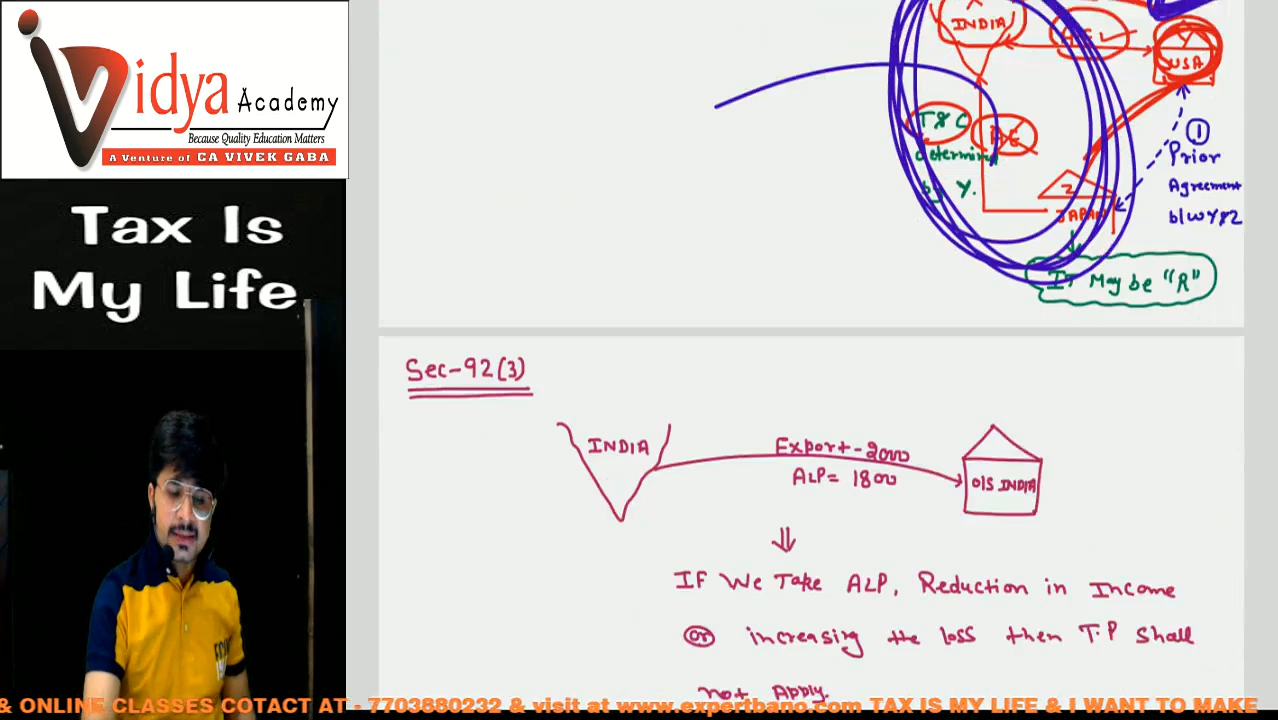 Vidya Academy
Because Quality Education Matters
A Venture of CA VIVEK GABA
Tax Is
My Life
INDIA
USA
T&C
determined
by Y.
Z
JAPAN
1
Prior
Agreement
b/w Y&Z
IT May be "R"
Sec-92(3)
INDIA
Export-2000
ALP= 1800
O/S INDIA
IF We Take ALP, Reduction in Income
or increasing the loss then T.P Shall
not Apply.
& ONLINE CLASSES COTACT AT - 7703880232 & visit at www.expertbano.com TAX IS MY LIFE & I WANT TO MAKE